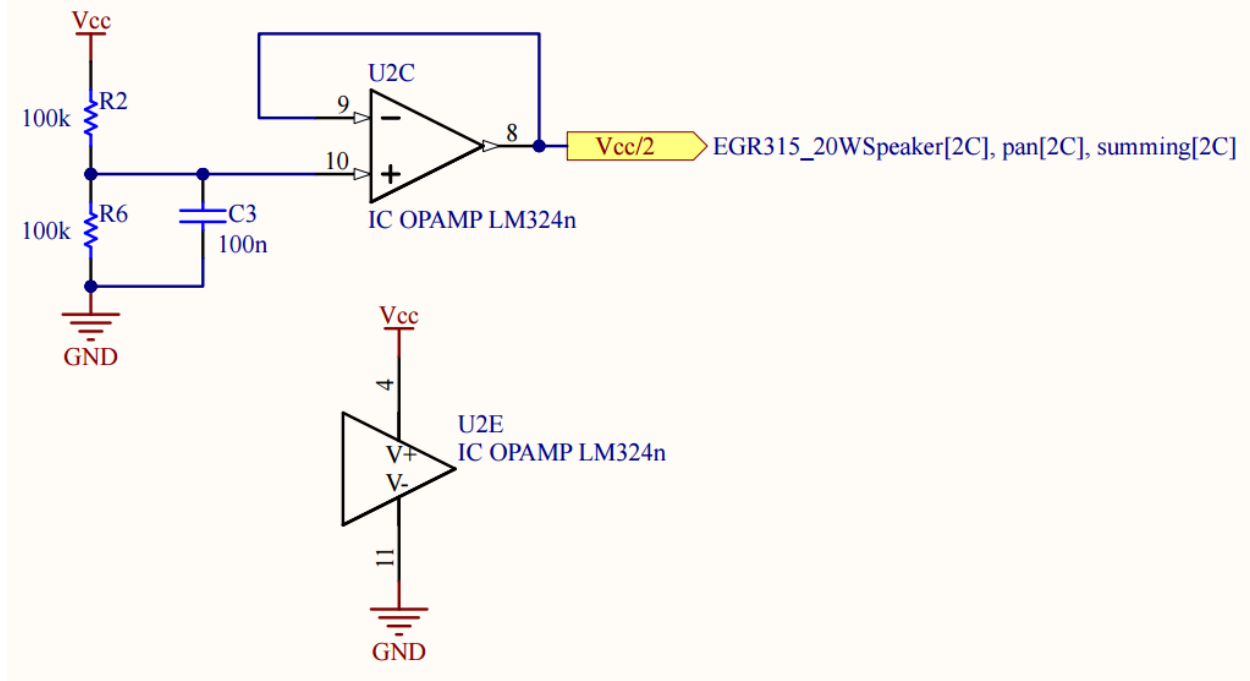 Vcc
R2
100k
U2C
9
−
8
Vcc/2
EGR315_20WSpeaker[2C], pan[2C], summing[2C]
10
+
R6
100k
C3
100n
IC OPAMP LM324n
GND
Vcc
4
U2E
IC OPAMP LM324n
V+
V-
11
GND